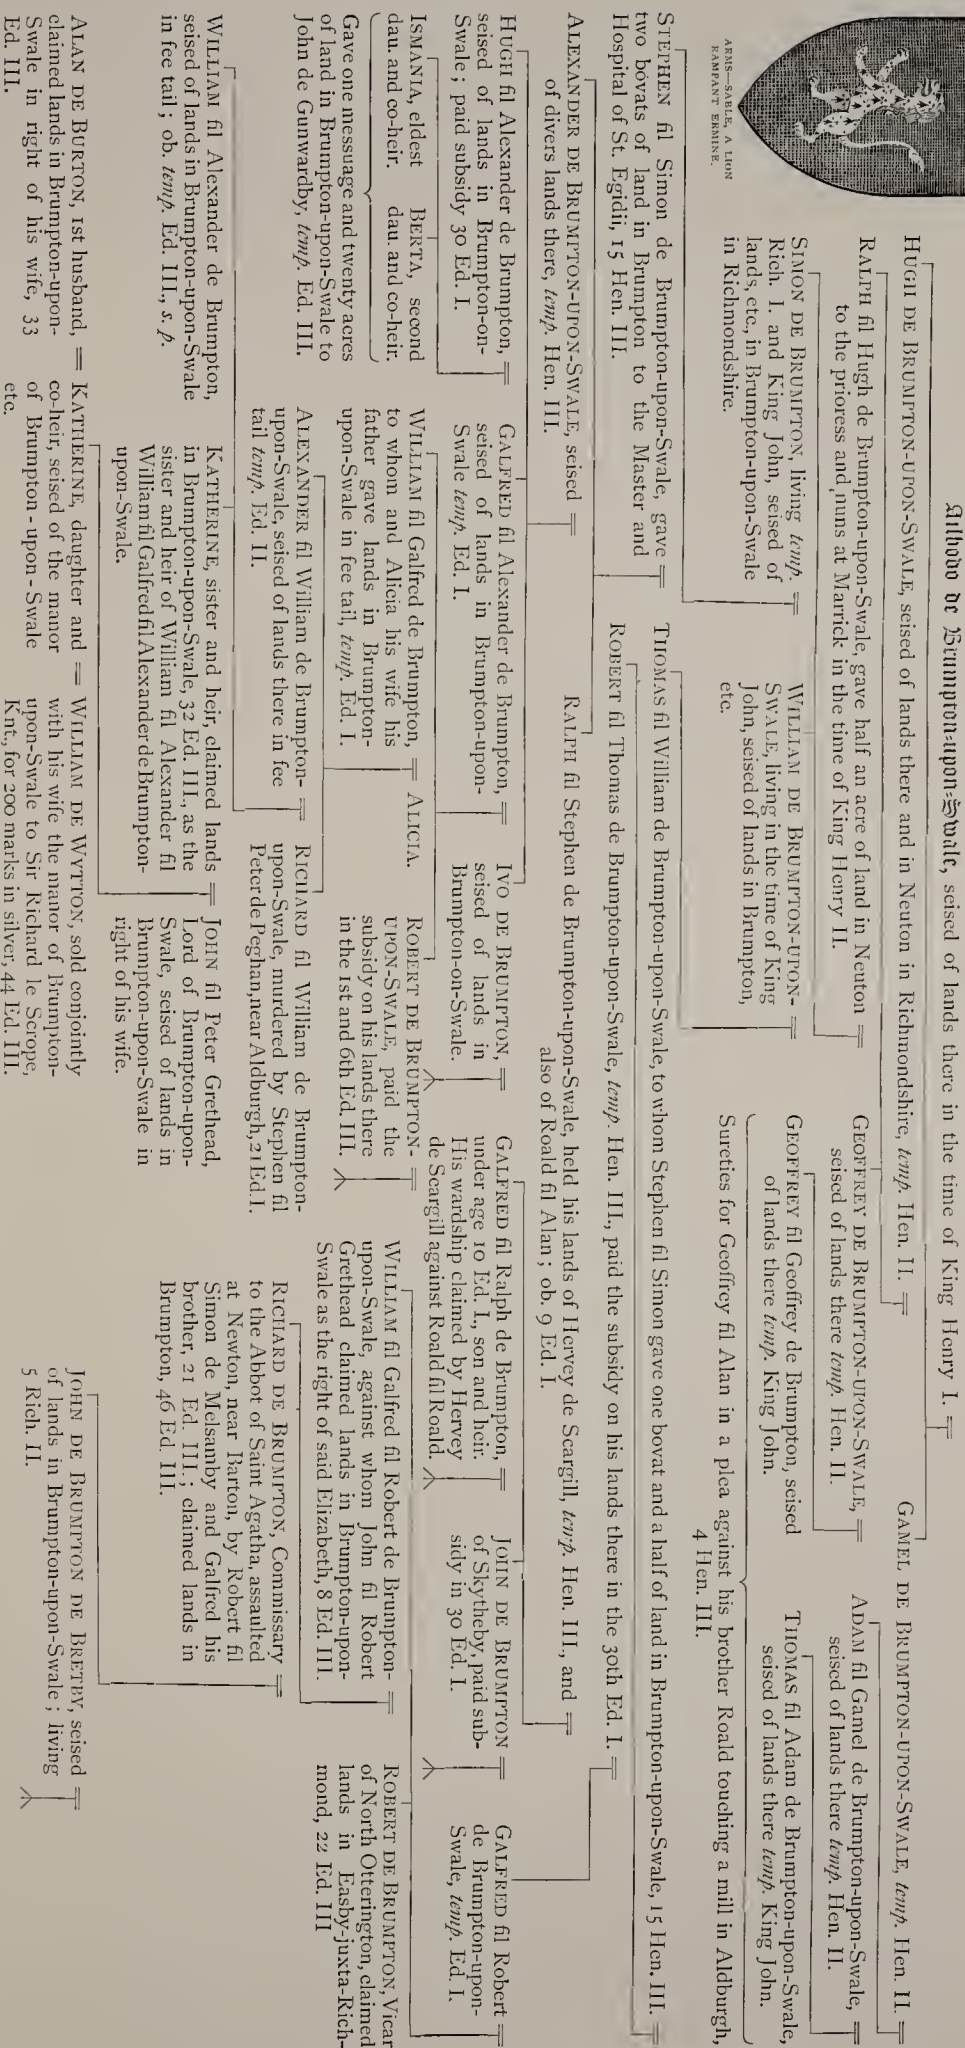 Ailbodo de Brumpton-upon-Swale, seised of lands there in the time of King Henry I.
HUGH DE BRUMPTON-UPON-SWALE, seised of lands there and in Neuton in Richmondshire, temp. Hen. II.
GAMEL DE BRUMPTON-UPON-SWALE, temp. Hen. II.
RALPH fil Hugh de Brumpton-upon-Swale, gave half an acre of land in Neuton
to the prioress and nuns at Marrick in the time of King Henry II.
GEOFFREY DE BRUMPTON-UPON-SWALE,
seised of lands there temp. Hen. II.
ADAM fil Gamel de Brumpton-upon-Swale,
seised of lands there temp. Hen. II.
ARMS—SABLE, A LION
RAMPANT ERMINE.
SIMON DE BRUMPTON, living temp.
Rich. I. and King John, seised of
lands, etc., in Brumpton-upon-Swale
in Richmondshire.
WILLIAM DE BRUMPTON-UPON-
SWALE, living in the time of King
John, seised of lands in Brumpton,
etc.
GEOFFREY fil Geoffrey de Brumpton, seised
of lands there temp. King John.
THOMAS fil Adam de Brumpton-upon-Swale,
seised of lands there temp. King John.
Sureties for Geoffrey fil Alan in a plea against his brother Roald touching a mill in Aldburgh,
4 Hen. III.
STEPHEN fil Simon de Brumpton-upon-Swale, gave
two bovats of land in Brumpton to the Master and
Hospital of St. Egidii, 15 Hen. III.
THOMAS fil William de Brumpton-upon-Swale, to whom Stephen fil Simon gave one bovat and a half of land in Brumpton-upon-Swale, 15 Hen. III.
ROBERT fil Thomas de Brumpton-upon-Swale, temp. Hen. III., paid the subsidy on his lands there in the 30th Ed. I.
ALEXANDER DE BRUMPTON-UPON-SWALE, seised
of divers lands there, temp. Hen. III.
RALPH fil Stephen de Brumpton-upon-Swale, held his lands of Hervey de Scargill, temp. Hen. III., and
also of Roald fil Alan; ob. 9 Ed. I.
HUGH fil Alexander de Brumpton,
seised of lands in Brumpton-on-
Swale; paid subsidy 30 Ed. I.
GALFRED fil Alexander de Brumpton,
seised of lands in Brumpton-upon-
Swale temp. Ed. I.
IVO DE BRUMPTON,
seised of lands in
Brumpton-on-Swale.
GALFRED fil Ralph de Brumpton,
under age 10 Ed. I., son and heir.
His wardship claimed by Hervey
de Scargill against Roald fil Roald.
JOHN DE BRUMPTON
of Skytheby, paid sub-
sidy in 30 Ed. I.
GALFRED fil Robert
de Brumpton-upon-
Swale, temp. Ed. I.
ISMANIA, eldest
dau. and co-heir.
BERTA, second
dau. and co-heir.
Gave one message and twenty acres
of land in Brumpton-upon-Swale to
John de Gunwardby, temp. Ed. III.
WILLIAM fil Galfred de Brumpton,
to whom and Alicia his wife his
father gave lands in Brumpton-
upon-Swale in fee tail, temp. Ed. I.
ALICIA.
ROBERT DE BRUMPTON-
UPON-SWALE, paid the
subsidy on his lands there
in the 1st and 6th Ed. III.
WILLIAM fil Galfred fil Robert de Brumpton-
upon-Swale, against whom John fil Robert
Grethead claimed lands in Brumpton-upon-
Swale as the right of said Elizabeth, 8 Ed. III.
ROBERT DE BRUMPTON, Vicar
of North Otterington, claimed
lands in Easby-juxta-Rich-
mond, 22 Ed. III
ALEXANDER fil William de Brumpton-
upon-Swale, seised of lands there in fee
tail temp. Ed. II.
RICHARD fil William de Brumpton-
upon-Swale, murdered by Stephen fil
Peter de Peghan, near Aldburgh, 21 Ed. I.
RICHARD DE BRUMPTON, Commissary
to the Abbot of Saint Agatha, assaulted
at Newton, near Barton, by Robert fil
Simon de Melsamby and Galfred his
brother, 21 Ed. III.; claimed lands in
Brumpton, 46 Ed. III.
WILLIAM fil Alexander de Brumpton,
seised of lands in Brumpton-upon-Swale
in fee tail; ob. temp. Ed. III., s. p.
KATHERINE, sister and heir, claimed lands
in Brumpton-upon-Swale, 32 Ed. III., as the
sister and heir of William fil Alexander fil
William fil Galfred fil Alexander de Brumpton-
upon-Swale.
JOHN fil Peter Grethead,
Lord of Brumpton-upon-
Swale, seised of lands in
Brumpton-upon-Swale in
right of his wife.
ALAN DE BURTON, 1st husband,
claimed lands in Brumpton-upon-
Swale in right of his wife, 33
Ed. III.
KATHERINE, daughter and
co-heir, seised of the manor
of Brumpton-upon-Swale
etc.
WILLIAM DE WYTTON, sold conjointly
with his wife the manor of Brumpton-
upon-Swale to Sir Richard le Scrope,
Knt., for 200 marks in silver, 44 Ed. III.
JOHN DE BRUMPTON DE BRETBY, seised
of lands in Brumpton-upon-Swale; living
5 Rich. II.